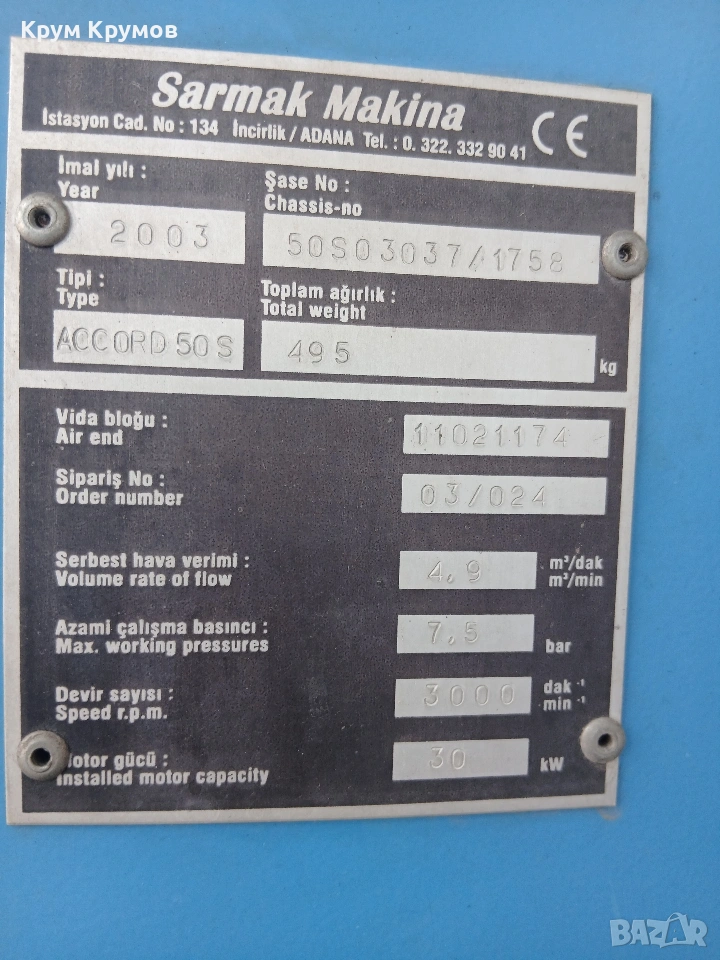 Крум Крумов
Sarmak Makina
İstasyon Cad. No : 134 İncirlik / ADANA Tel. : 0. 322. 332 90 41
CE
İmal yılı :
Year
2003
Şase No :
Chassis-no
50S03037/1758
Tipi :
Type
ACCORD 50 S
Toplam ağırlık :
Total weight
495
kg
Vida bloğu :
Air end
11021174
Sipariş No :
Order number
03/024
Serbest hava verimi :
Volume rate of flow
4,9
m³/dak
m³/min
Azami çalışma basıncı :
Max. working pressures
7,5
bar
Devir sayısı :
Speed r.p.m.
3000
dak⁻¹
min⁻¹
otor gücü :
Installed motor capacity
30
kW
BAZAR